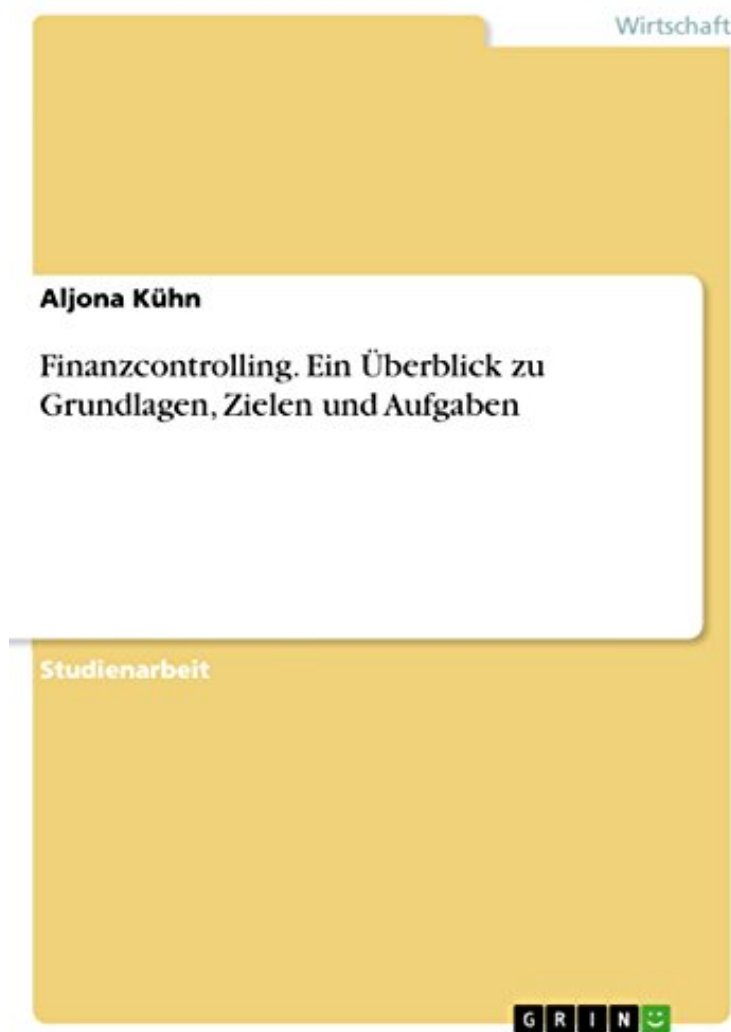 Wirtschaft
Aljona Kühn
Finanzcontrolling. Ein Überblick zu
Grundlagen, Zielen und Aufgaben
Studienarbeit
GRIN